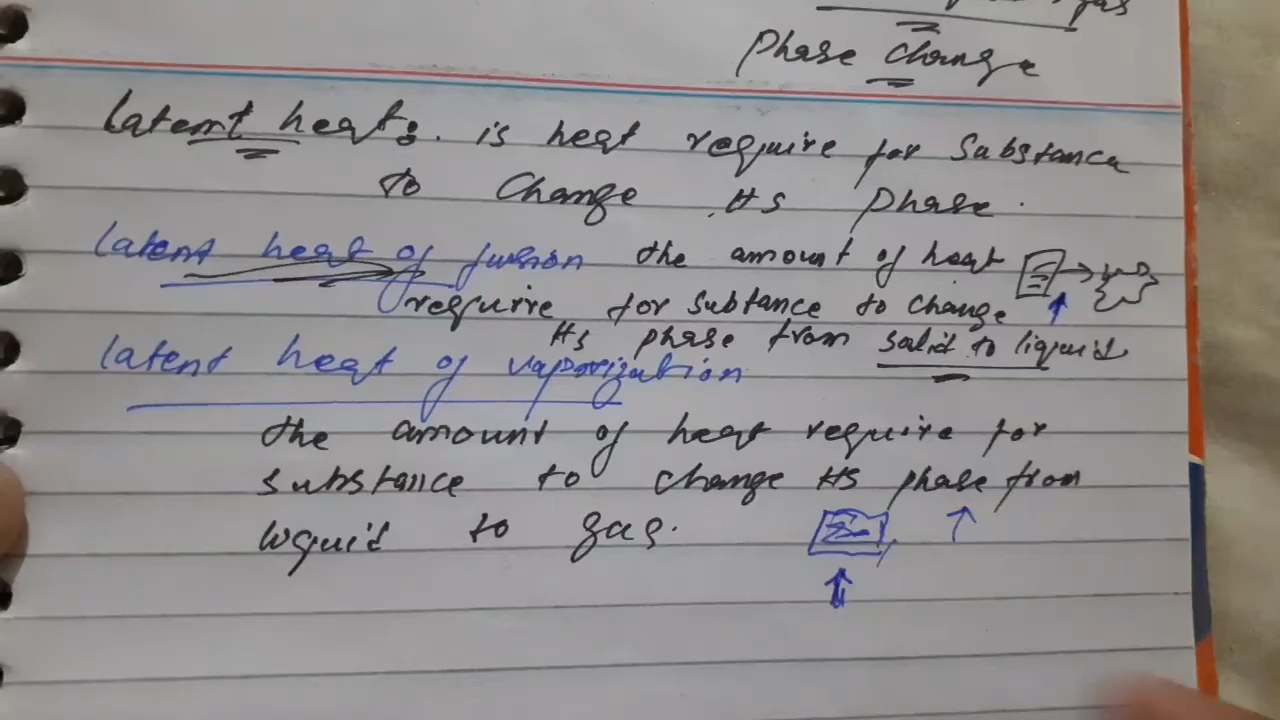 gas
Phase change
latent heat: is heat require for substance
to change its phase.
latent heat of fusion the amount of heat
require for subtance to change
its phase from solid to liquid
latent heat of vaporization
the amount of heat require for
substance to change its phase from
liquid to gas.